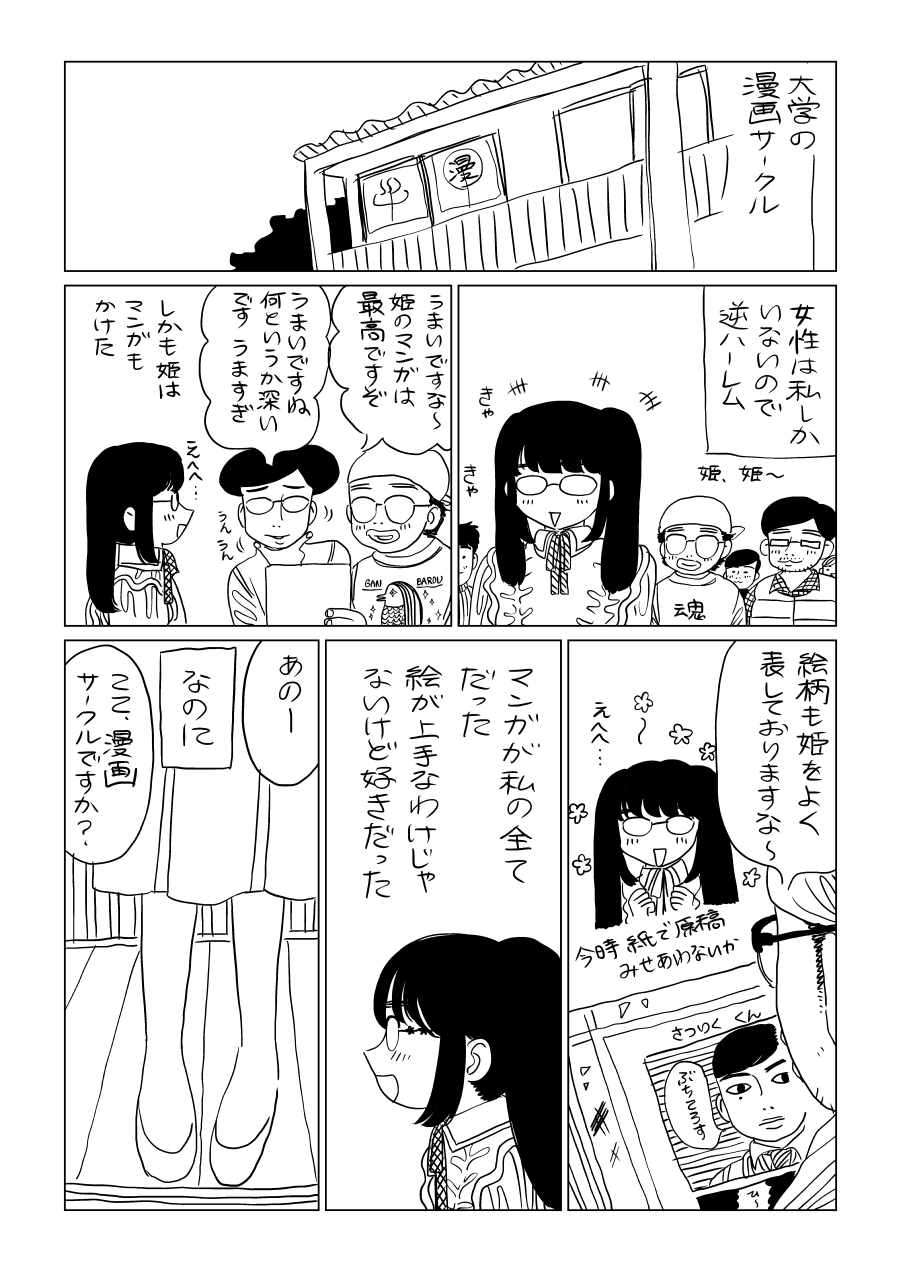 大学の
漫画サークル
漫
女性は私しか
いないので
逆ハーレム
きゃ
きゃ
姫、姫〜
魂
うまいですな〜
姫のマンガは、
最高ですぞ
うまいですね
何というか深い
です うますぎ
うんうん
GAN
BAROU
えへへ…
しかも姫は
マンガも
かけた
絵柄も姫をよく
表しておりますな〜
えへへ…
今時 紙で原稿
みせあわないか
さつりくくん
ぶちころす
ひ〜
マンガが私の全て
だった
絵が上手なわけじゃ
ないけど好きだった
あのー
なのに
ここ、漫画
サークルですか?